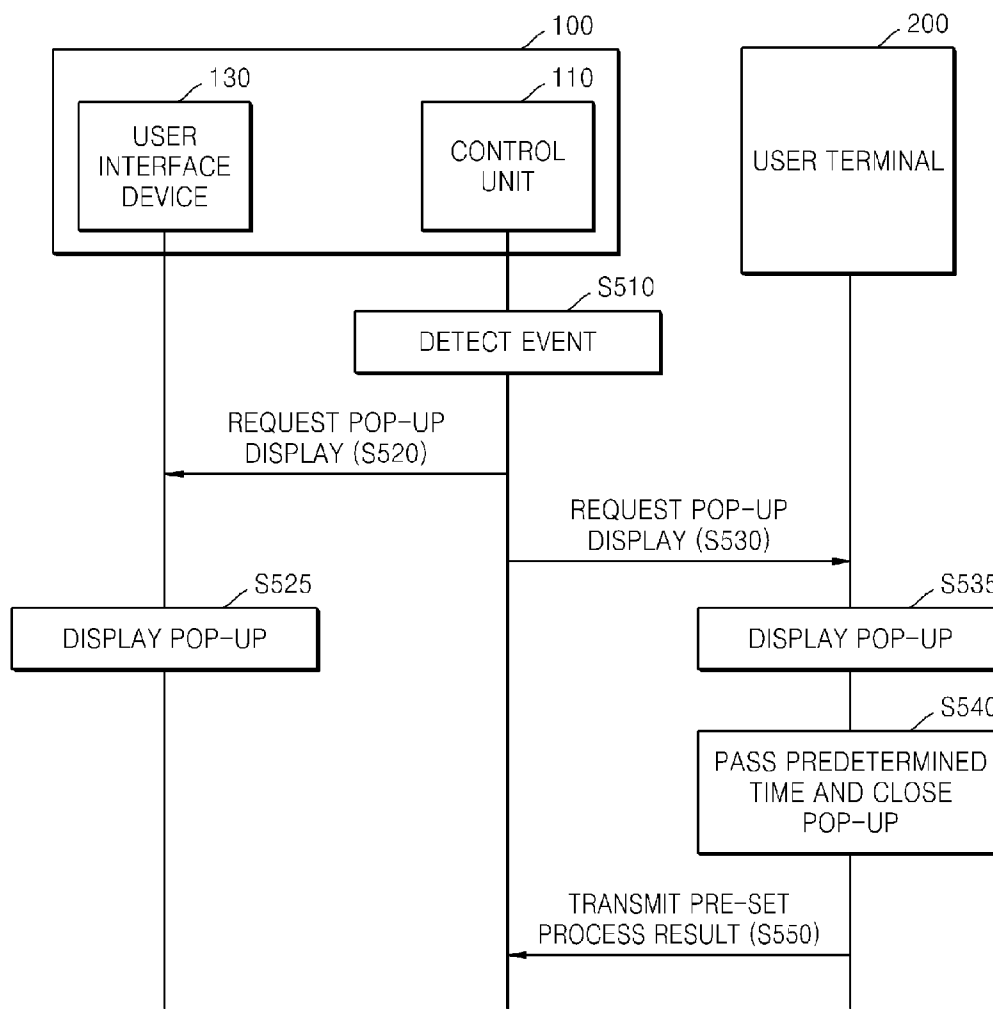 100
200
130
110
USER
INTERFACE
DEVICE
CONTROL
UNIT
USER TERMINAL
S510
DETECT EVENT
REQUEST POP-UP
DISPLAY (S520)
REQUEST POP-UP
DISPLAY (S530)
S525
S535
DISPLAY POP-UP
DISPLAY POP-UP
S540
PASS PREDETERMINED
TIME AND CLOSE
POP-UP
TRANSMIT PRE-SET
PROCESS RESULT (S550)